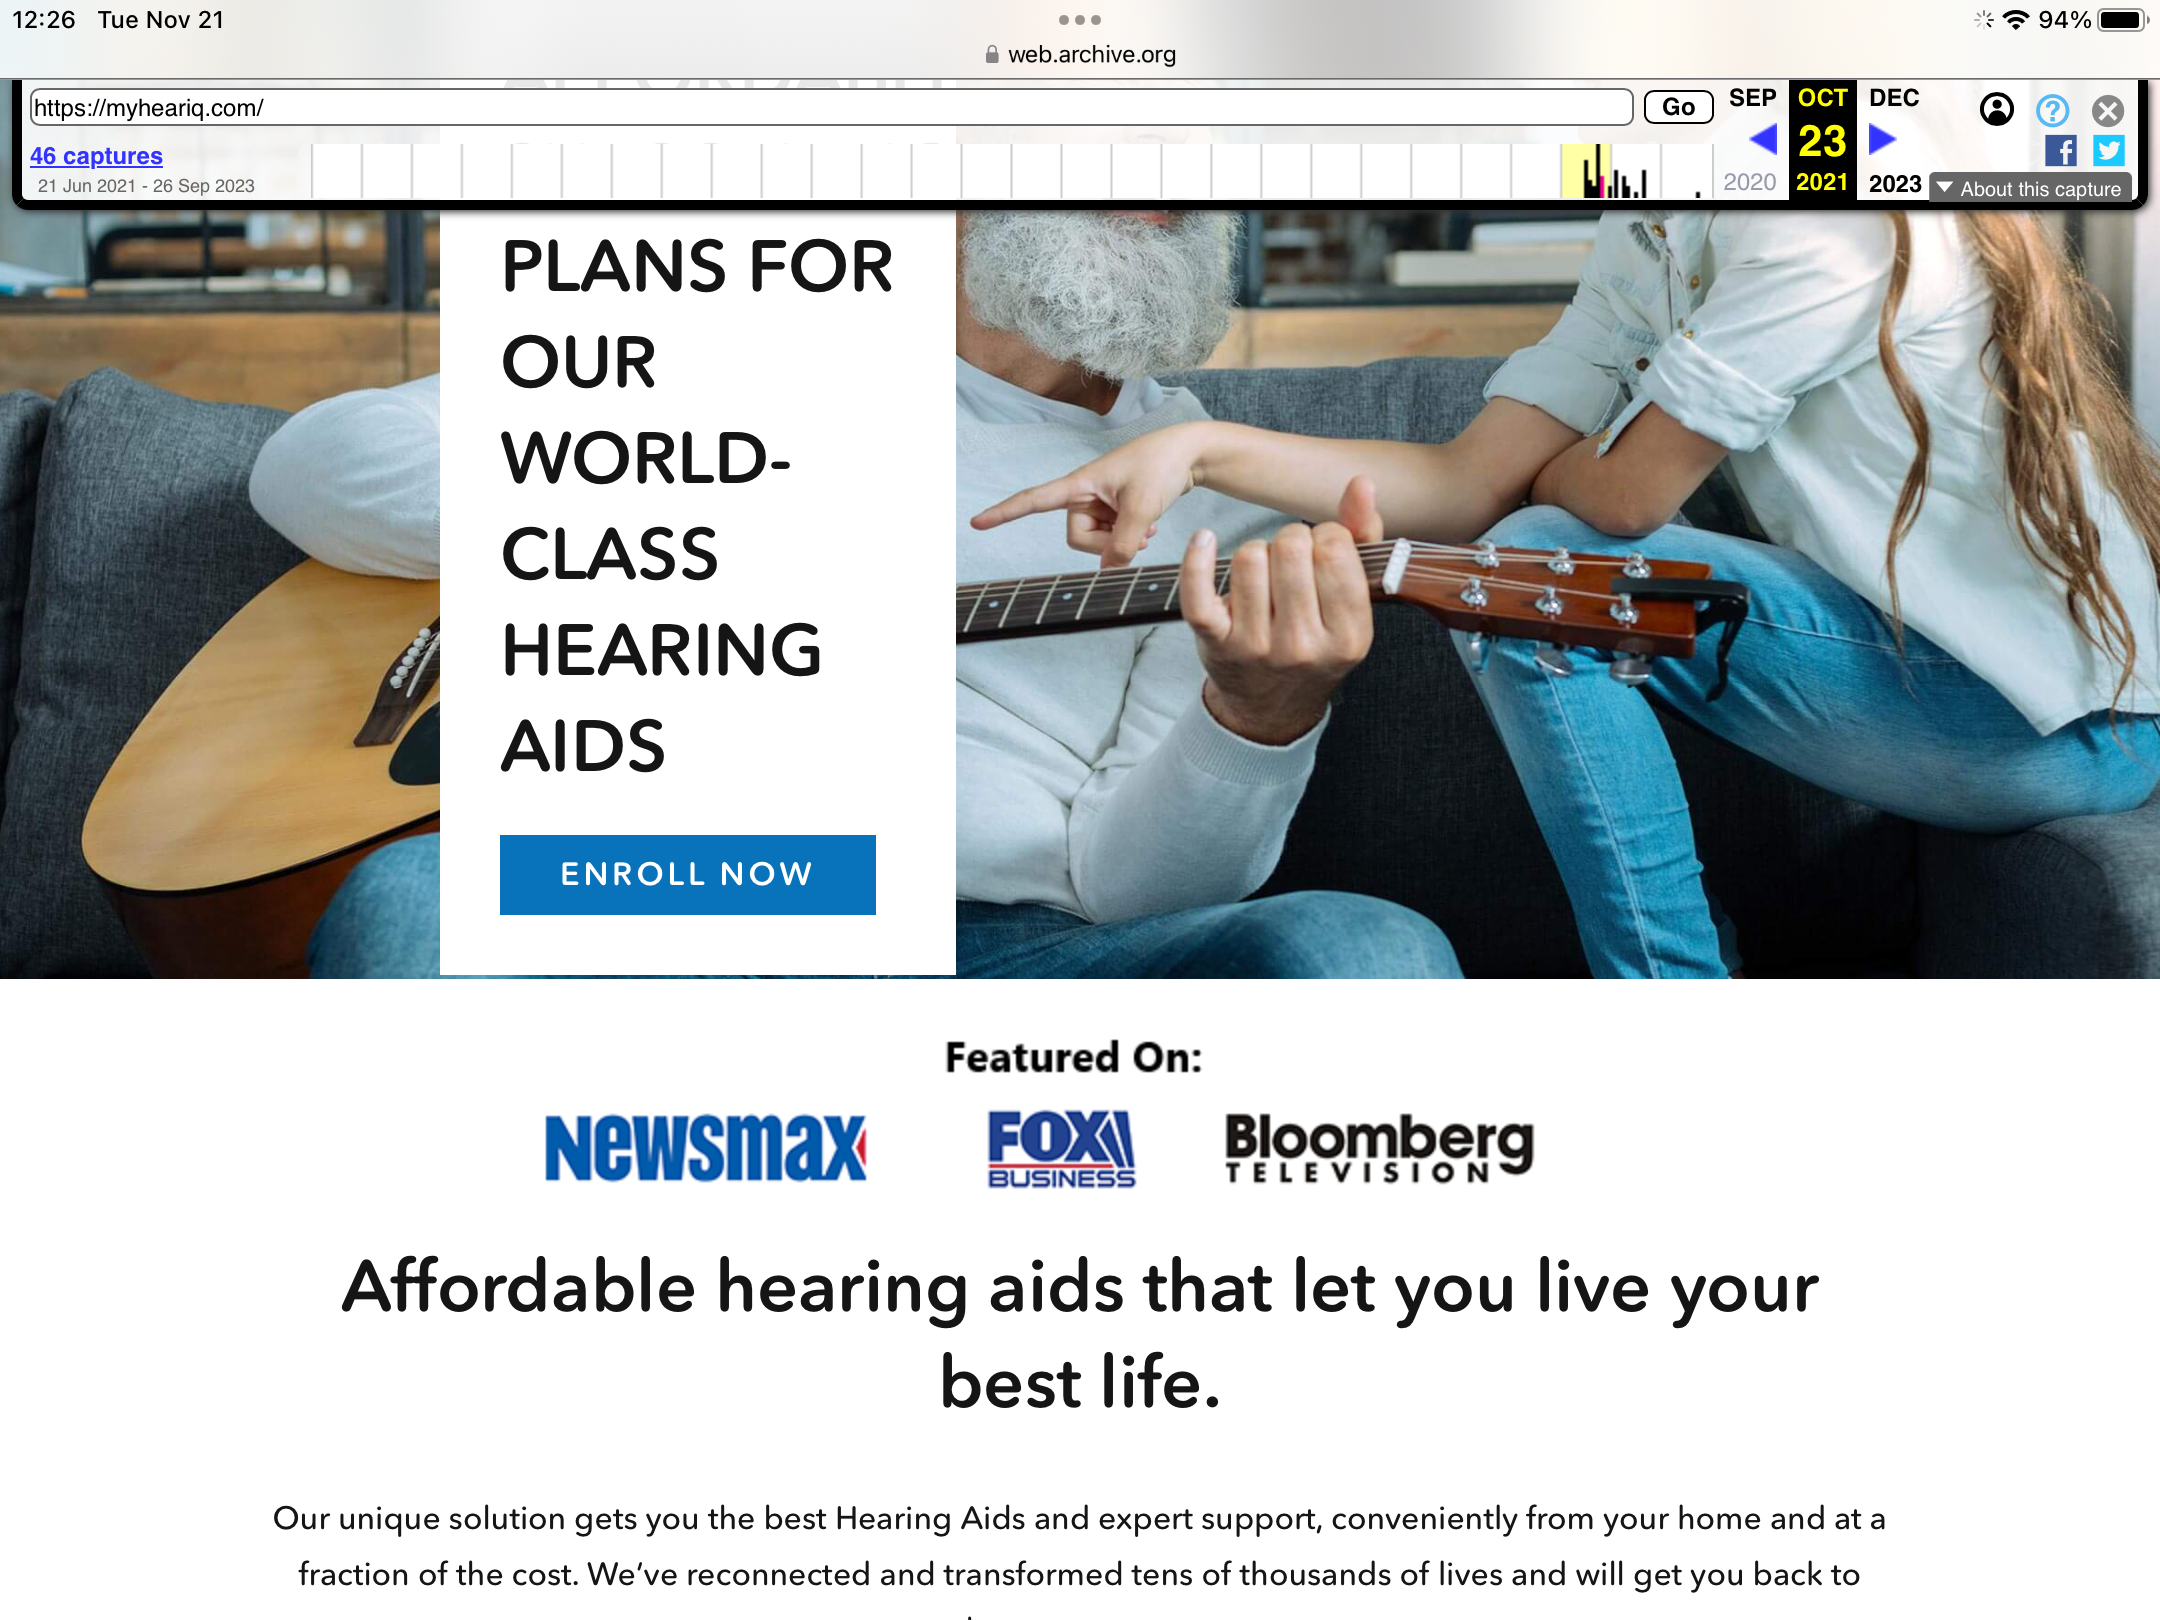 12:26 Tue Nov 21
94%
web.archive.org
https://myheariq.com/
Go
SEP OCT DEC
23
46 captures
21 Jun 2021 - 26 Sep 2023
2020 2021 2023
About this capture
PLANS FOR
OUR
WORLD-
CLASS
HEARING
AIDS
ENROLL NOW
Featured On:
Newsmax
FOX
BUSINESS
Bloomberg
TELEVISION
Affordable hearing aids that let you live your
best life.
Our unique solution gets you the best Hearing Aids and expert support, conveniently from your home and at a
fraction of the cost. We’ve reconnected and transformed tens of thousands of lives and will get you back to